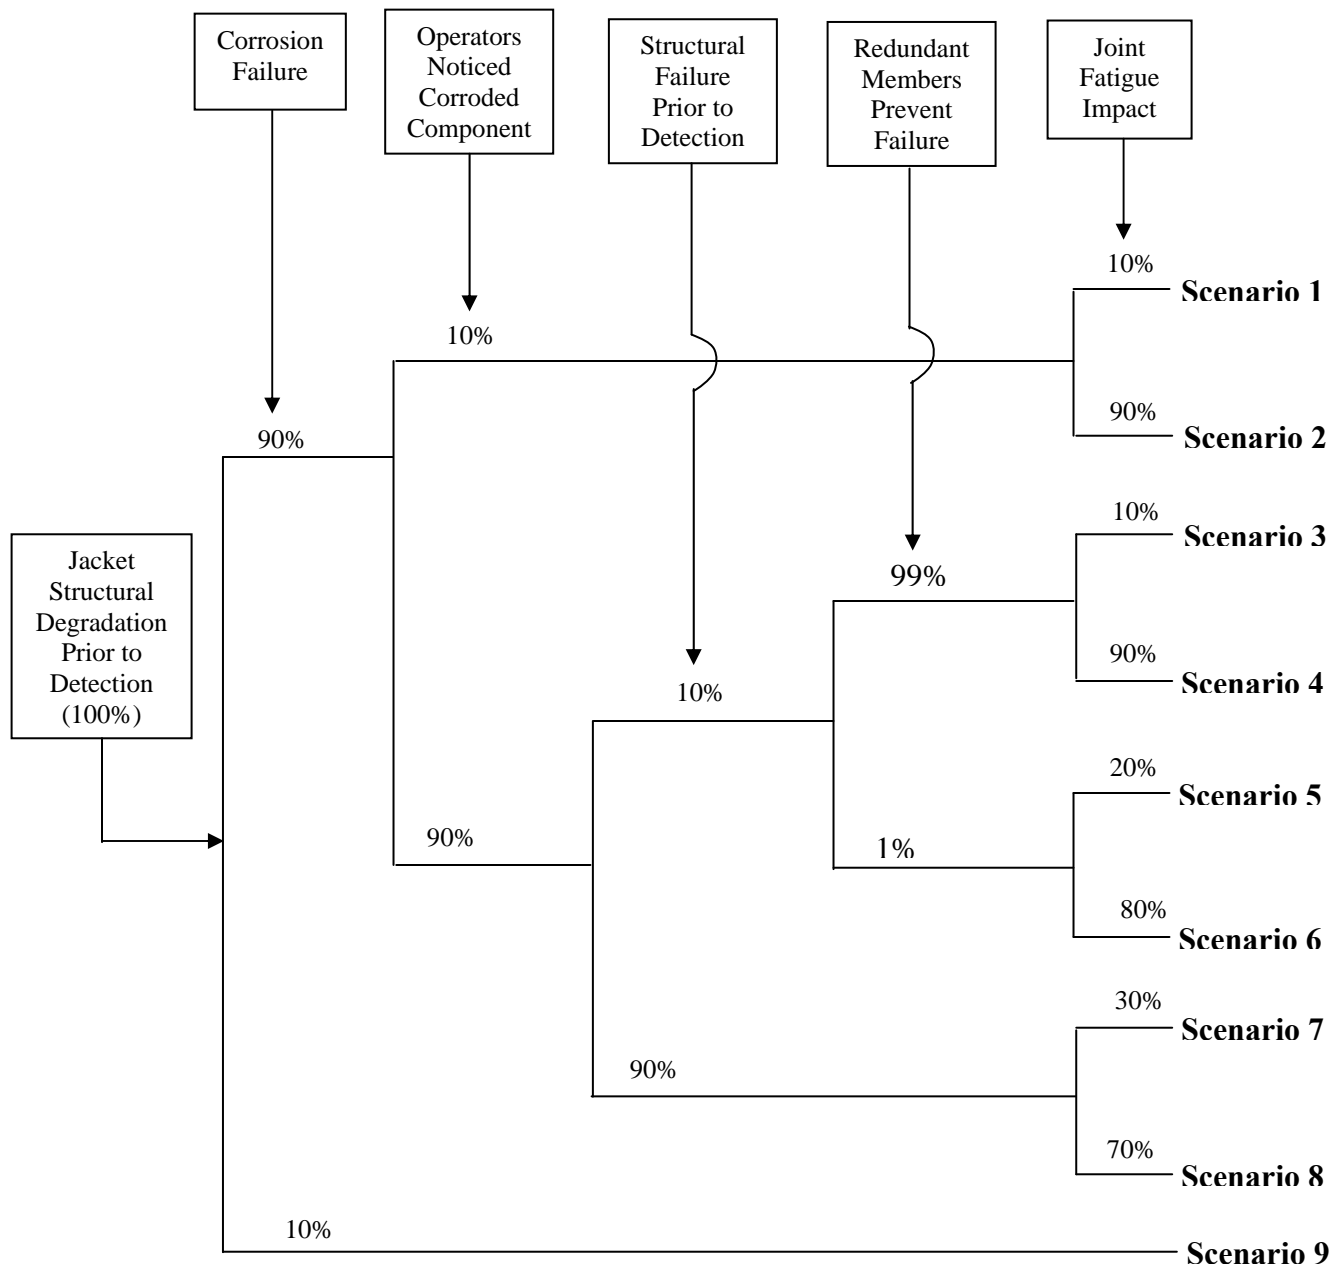 Corrosion
Failure
Operators
Noticed
Corroded
Component
Structural
Failure
Prior to
Detection
Redundant
Members
Prevent
Failure
Joint
Fatigue
Impact
10%
Scenario 1
10%
90%
Scenario 2
90%
10%
Scenario 3
Jacket
Structural
Degradation
Prior to
Detection
(100%)
99%
90%
Scenario 4
10%
20%
Scenario 5
90%
1%
80%
Scenario 6
30%
Scenario 7
90%
70%
Scenario 8
10%
Scenario 9